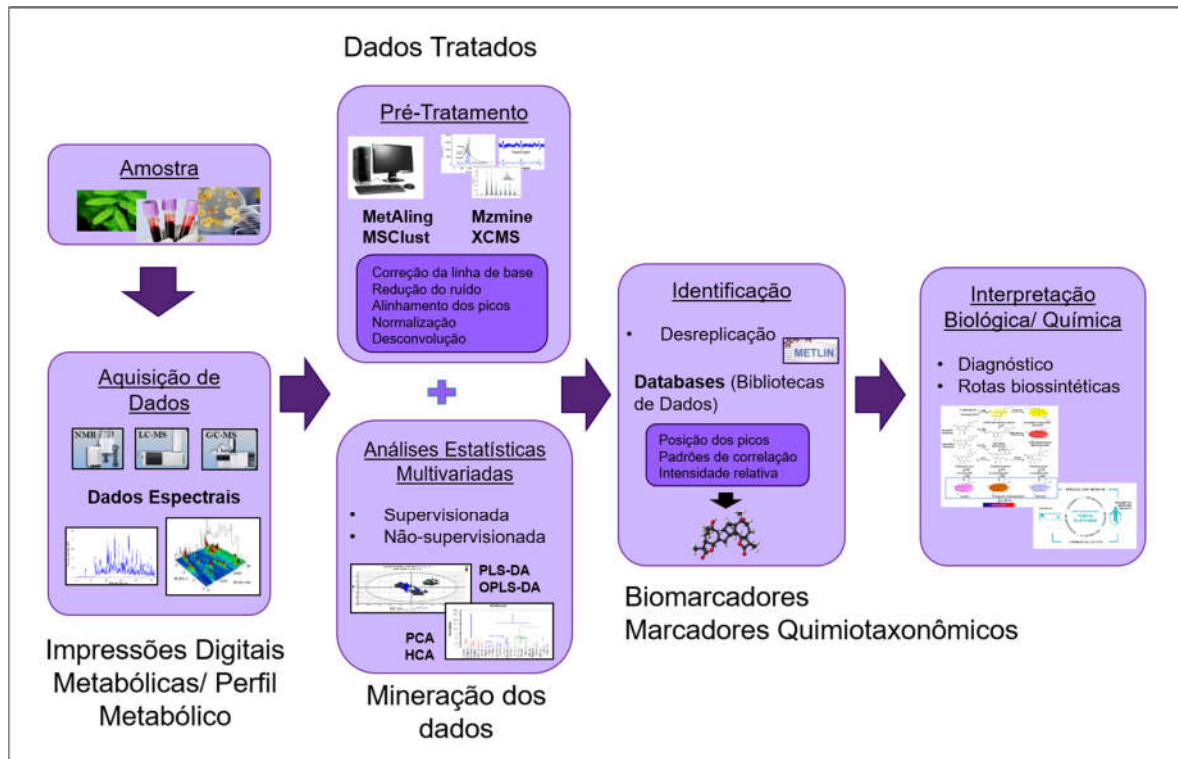 Dados Tratados
Amostra
Aquisição de
Dados
NMR
LC-MS
GC-MS
Dados Espectrais
Impressões Digitais
Metabólicas/ Perfil
Metabólico
Pré-Tratamento
MetAling
Mzmine
MSClust
XCMS
Correção da linha de base
Redução do ruído
Alinhamento dos picos
Normalização
Desconvolução
Análises Estatísticas
Multivariadas
• Supervisionada
• Não-supervisionada
PLS-DA
OPLS-DA
PCA
HCA
Mineração dos
dados
Identificação
• Desreplicação
METLIN
Databases (Bibliotecas
de Dados)
Posição dos picos
Padrões de correlação
Intensidade relativa
Biomarcadores
Marcadores Quimiotaxonômicos
Interpretação
Biológica/ Química
• Diagnóstico
• Rotas biossintéticas